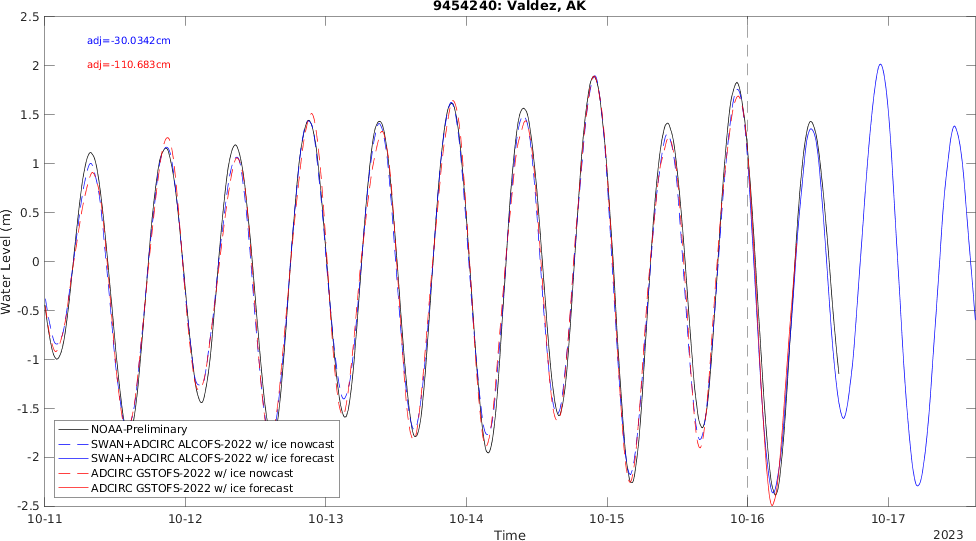 9454240: Valdez, AK
adj=-30.0342cm
adj=-110.683cm
2.5
2
1.5
1
0.5
0
-0.5
-1
-1.5
-2
-2.5
Water Level (m)
NOAA-Preliminary
SWAN+ADCIRC ALCOFS-2022 w/ ice nowcast
SWAN+ADCIRC ALCOFS-2022 w/ ice forecast
ADCIRC GSTOFS-2022 w/ ice nowcast
ADCIRC GSTOFS-2022 w/ ice forecast
10-11 10-12 10-13 10-14 10-15 10-16 10-17
Time
2023